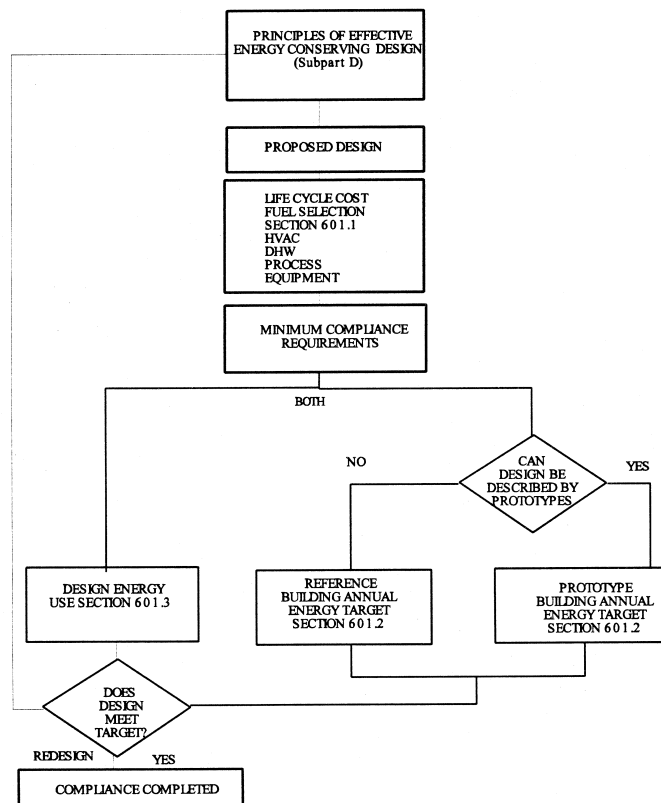 PRINCIPLES OF EFFECTIVE
ENERGY CONSERVING DESIGN
(Subpart D)
PROPOSED DESIGN
LIFE CYCLE COST
FUEL SELECTION
SECTION 601.1
HVAC
DHW
PROCESS
EQUIPMENT
MINIMUM COMPLIANCE
REQUIREMENTS
BOTH
CAN
DESIGN BE
DESCRIBED BY
PROTOTYPES
NO
YES
DESIGN ENERGY
USE SECTION 601.3
REFERENCE
BUILDING ANNUAL
ENERGY TARGET
SECTION 601.2
PROTOTYPE
BUILDING ANNUAL
ENERGY TARGET
SECTION 601.2
DOES
DESIGN
MEET
TARGET?
REDESIGN
YES
COMPLIANCE COMPLETED